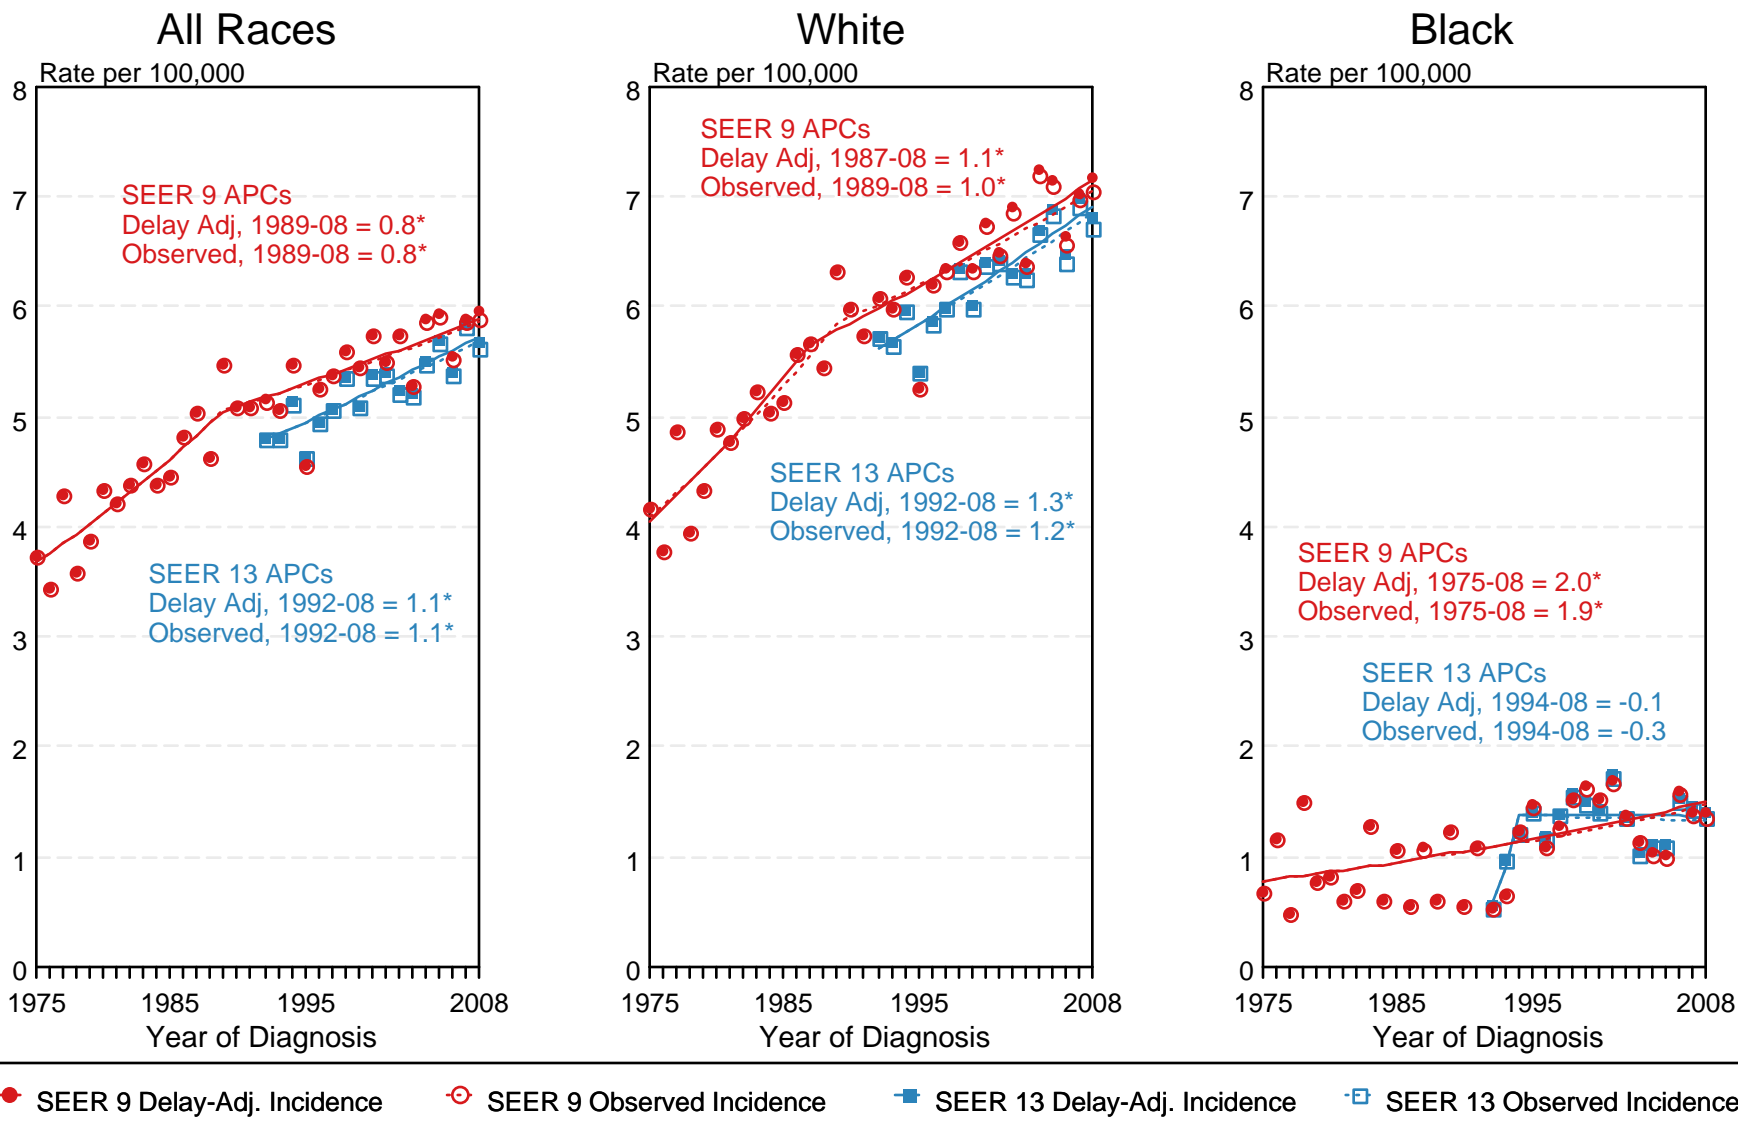 All Races
Rate per 100,000
8
7
6
5
4
3
2
1
0
SEER 9 APCs
Delay Adj, 1989-08 = 0.8*
Observed, 1989-08 = 0.8*
SEER 13 APCs
Delay Adj, 1992-08 = 1.1*
Observed, 1992-08 = 1.1*
1975 1985 1995 2008
Year of Diagnosis
White
Rate per 100,000
8
7
6
5
4
3
2
1
0
SEER 9 APCs
Delay Adj, 1987-08 = 1.1*
Observed, 1989-08 = 1.0*
SEER 13 APCs
Delay Adj, 1992-08 = 1.3*
Observed, 1992-08 = 1.2*
1975 1985 1995 2008
Year of Diagnosis
Black
Rate per 100,000
8
7
6
5
4
3
2
1
0
SEER 9 APCs
Delay Adj, 1975-08 = 2.0*
Observed, 1975-08 = 1.9*
SEER 13 APCs
Delay Adj, 1994-08 = -0.1
Observed, 1994-08 = -0.3
1975 1985 1995 2008
Year of Diagnosis
SEER 9 Delay-Adj. Incidence SEER 9 Observed Incidence SEER 13 Delay-Adj. Incidence SEER 13 Observed Incidence